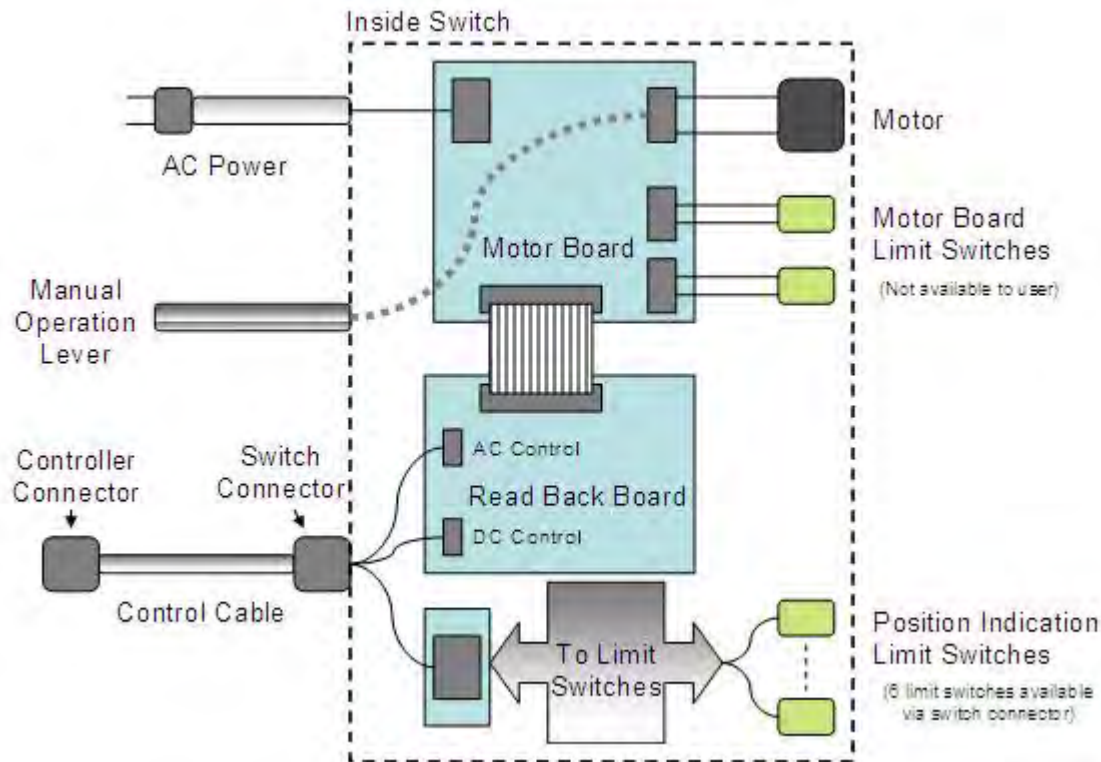 Inside Switch
AC Power
Motor
Motor Board
Motor Board
Limit Switches
(Not available to user)
Manual
Operation
Lever
AC Control
Read Back Board
DC Control
Controller
Connector
Switch
Connector
Control Cable
To Limit
Switches
Position Indication
Limit Switches
(6 limit switches available
via switch connector)